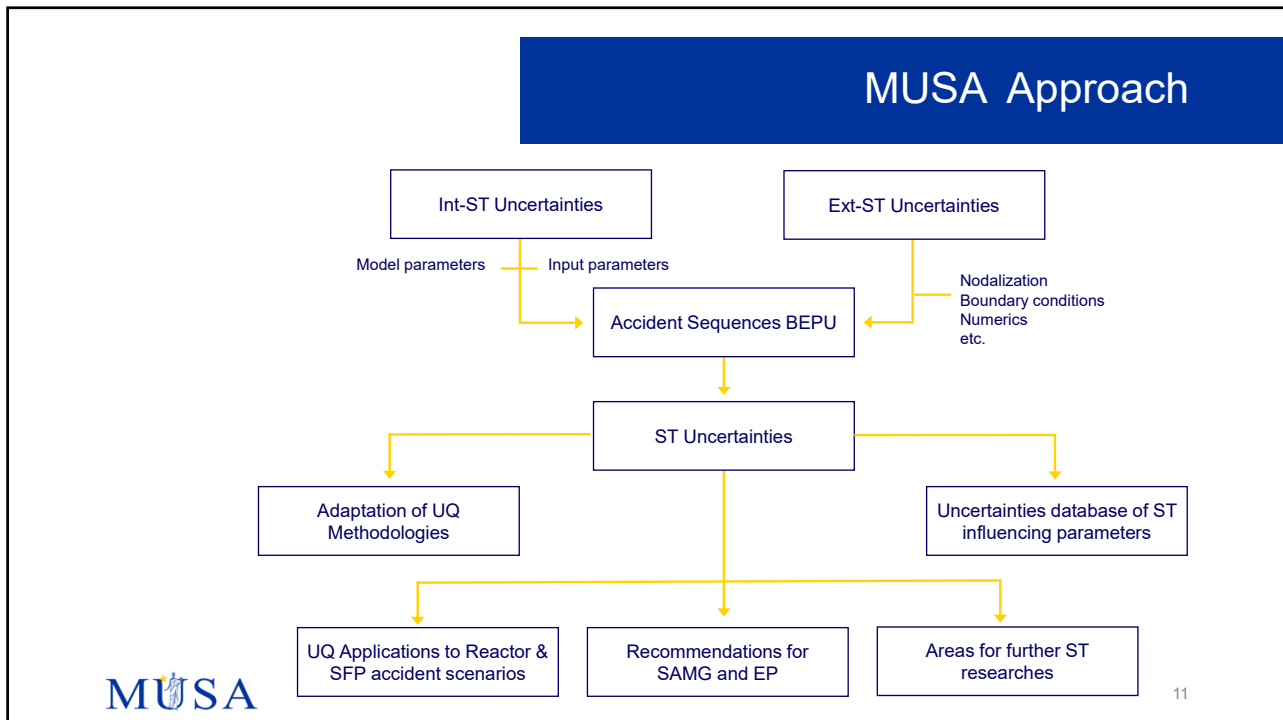 MUSA Approach
Int-ST Uncertainties
Ext-ST Uncertainties
Model parameters
Input parameters
Nodalization
Boundary conditions
Numerics
etc.
Accident Sequences BEPU
ST Uncertainties
Adaptation of UQ
Methodologies
Uncertainties database of ST
influencing parameters
UQ Applications to Reactor &
SFP accident scenarios
Recommendations for
SAMG and EP
Areas for further ST
researches
MUSA
11